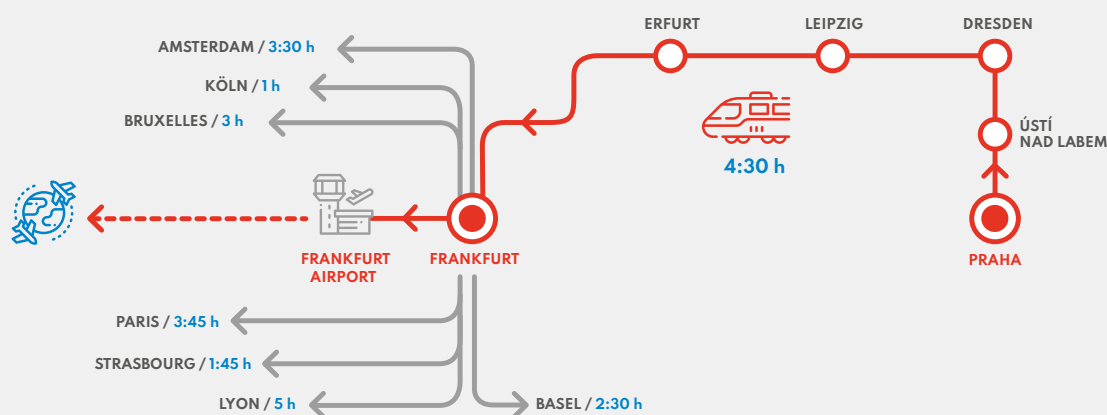 ERFURT
LEIPZIG
DRESDEN
AMSTERDAM / 3:30 h
KÖLN / 1 h
BRUXELLES / 3 h
ÚSTÍ
NAD LABEM
4:30 h
FRANKFURT
AIRPORT
FRANKFURT
PRAHA
PARIS / 3:45 h
STRASBOURG / 1:45 h
LYON / 5 h
BASEL / 2:30 h